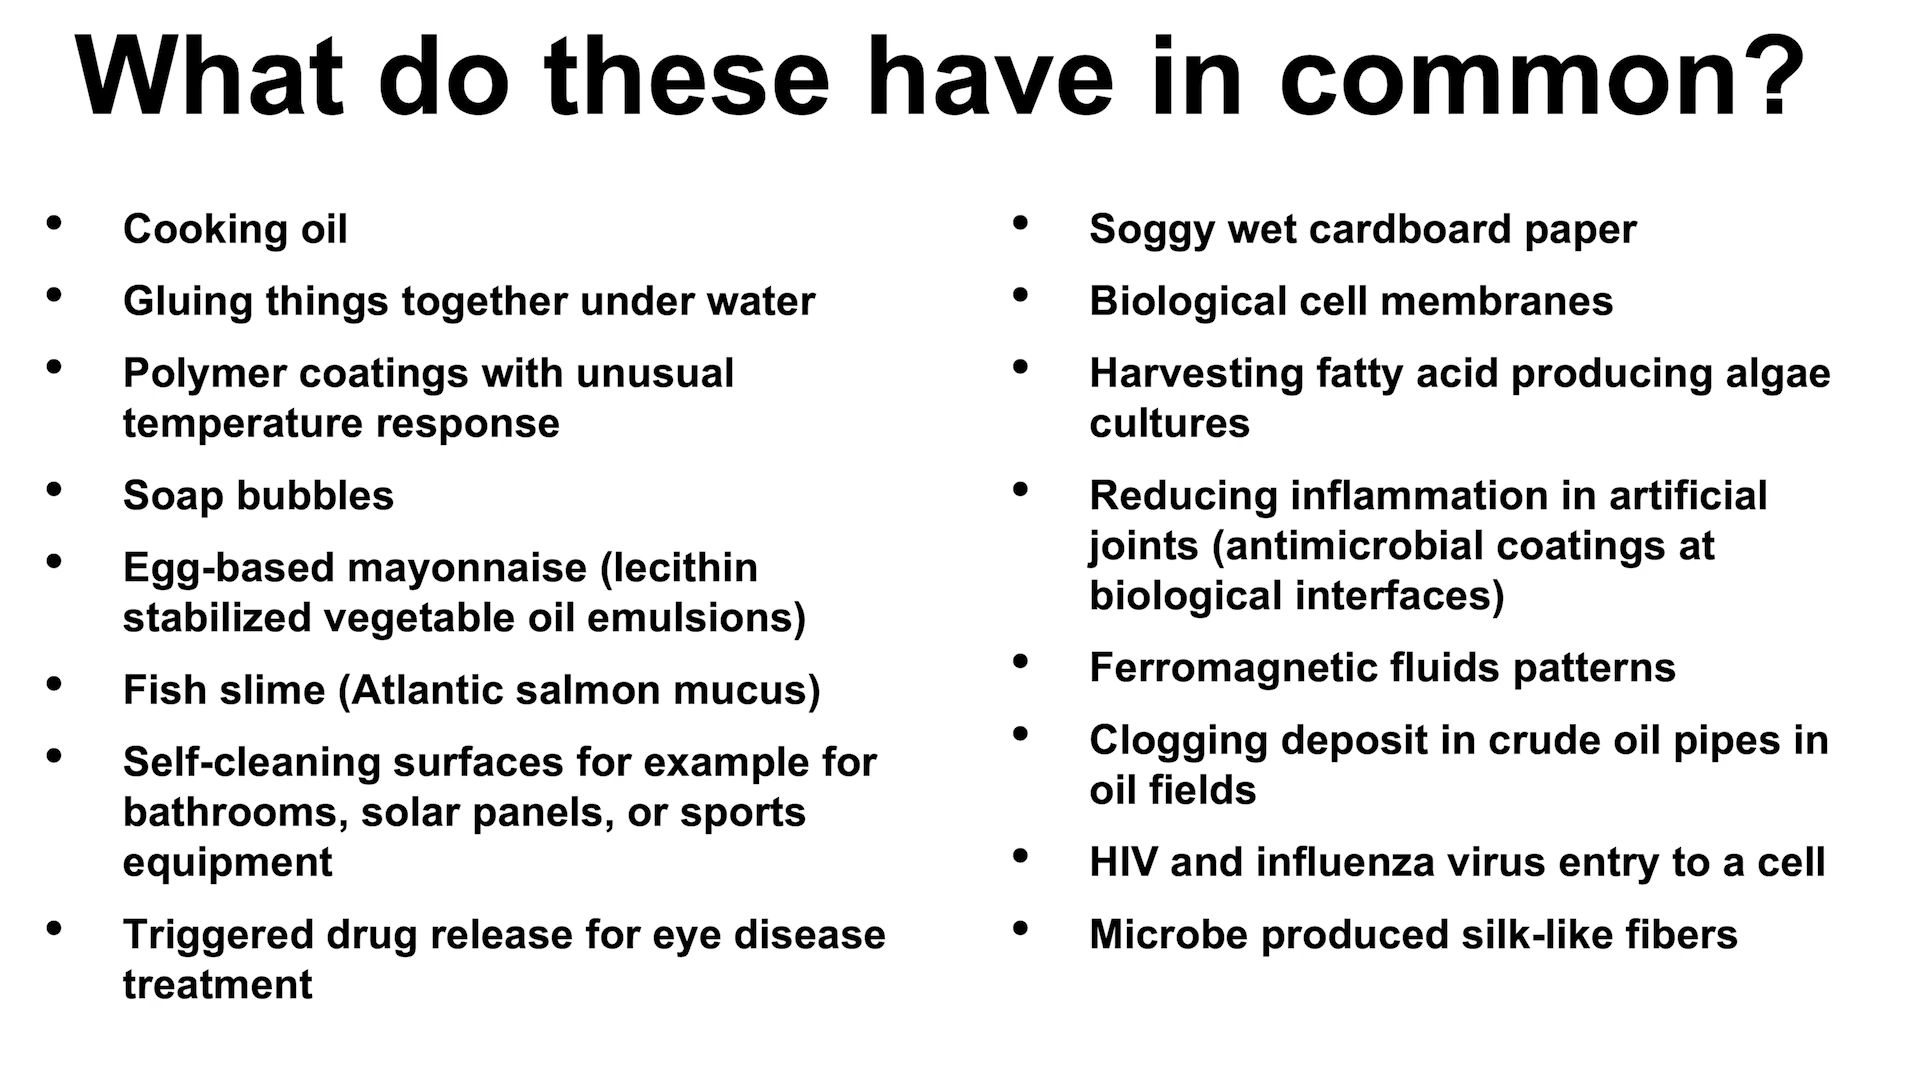 What do these have in common?
• Cooking oil
• Gluing things together under water
• Polymer coatings with unusual
temperature response
• Soap bubbles
• Egg-based mayonnaise (lecithin
stabilized vegetable oil emulsions)
• Fish slime (Atlantic salmon mucus)
• Self-cleaning surfaces for example for
bathrooms, solar panels, or sports
equipment
• Triggered drug release for eye disease
treatment
• Soggy wet cardboard paper
• Biological cell membranes
• Harvesting fatty acid producing algae
cultures
• Reducing inflammation in artificial
joints (antimicrobial coatings at
biological interfaces)
• Ferromagnetic fluids patterns
• Clogging deposit in crude oil pipes in
oil fields
• HIV and influenza virus entry to a cell
• Microbe produced silk-like fibers